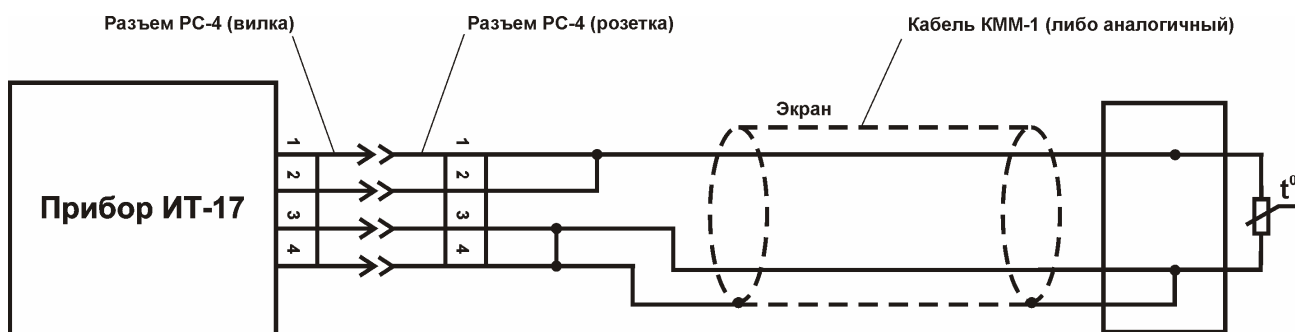 Разъем РС-4 (вилка)
Разъем РС-4 (розетка)
Кабель КММ-1 (либо аналогичный)
Экран
Прибор ИТ-17
1
2
3
4
1
2
3
4
t⁰